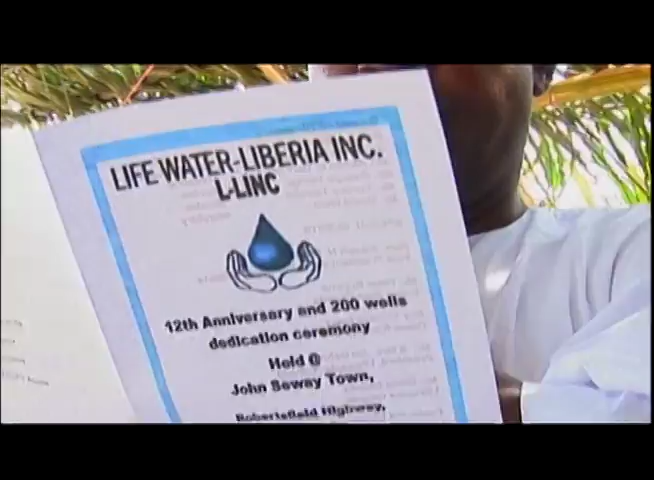 LIFE WATER-LIBERIA INC.
L-LINC
12th Anniversary and 200 wells
dedication ceremony
Held @
John Seway Town,
Robertsfield Highway,